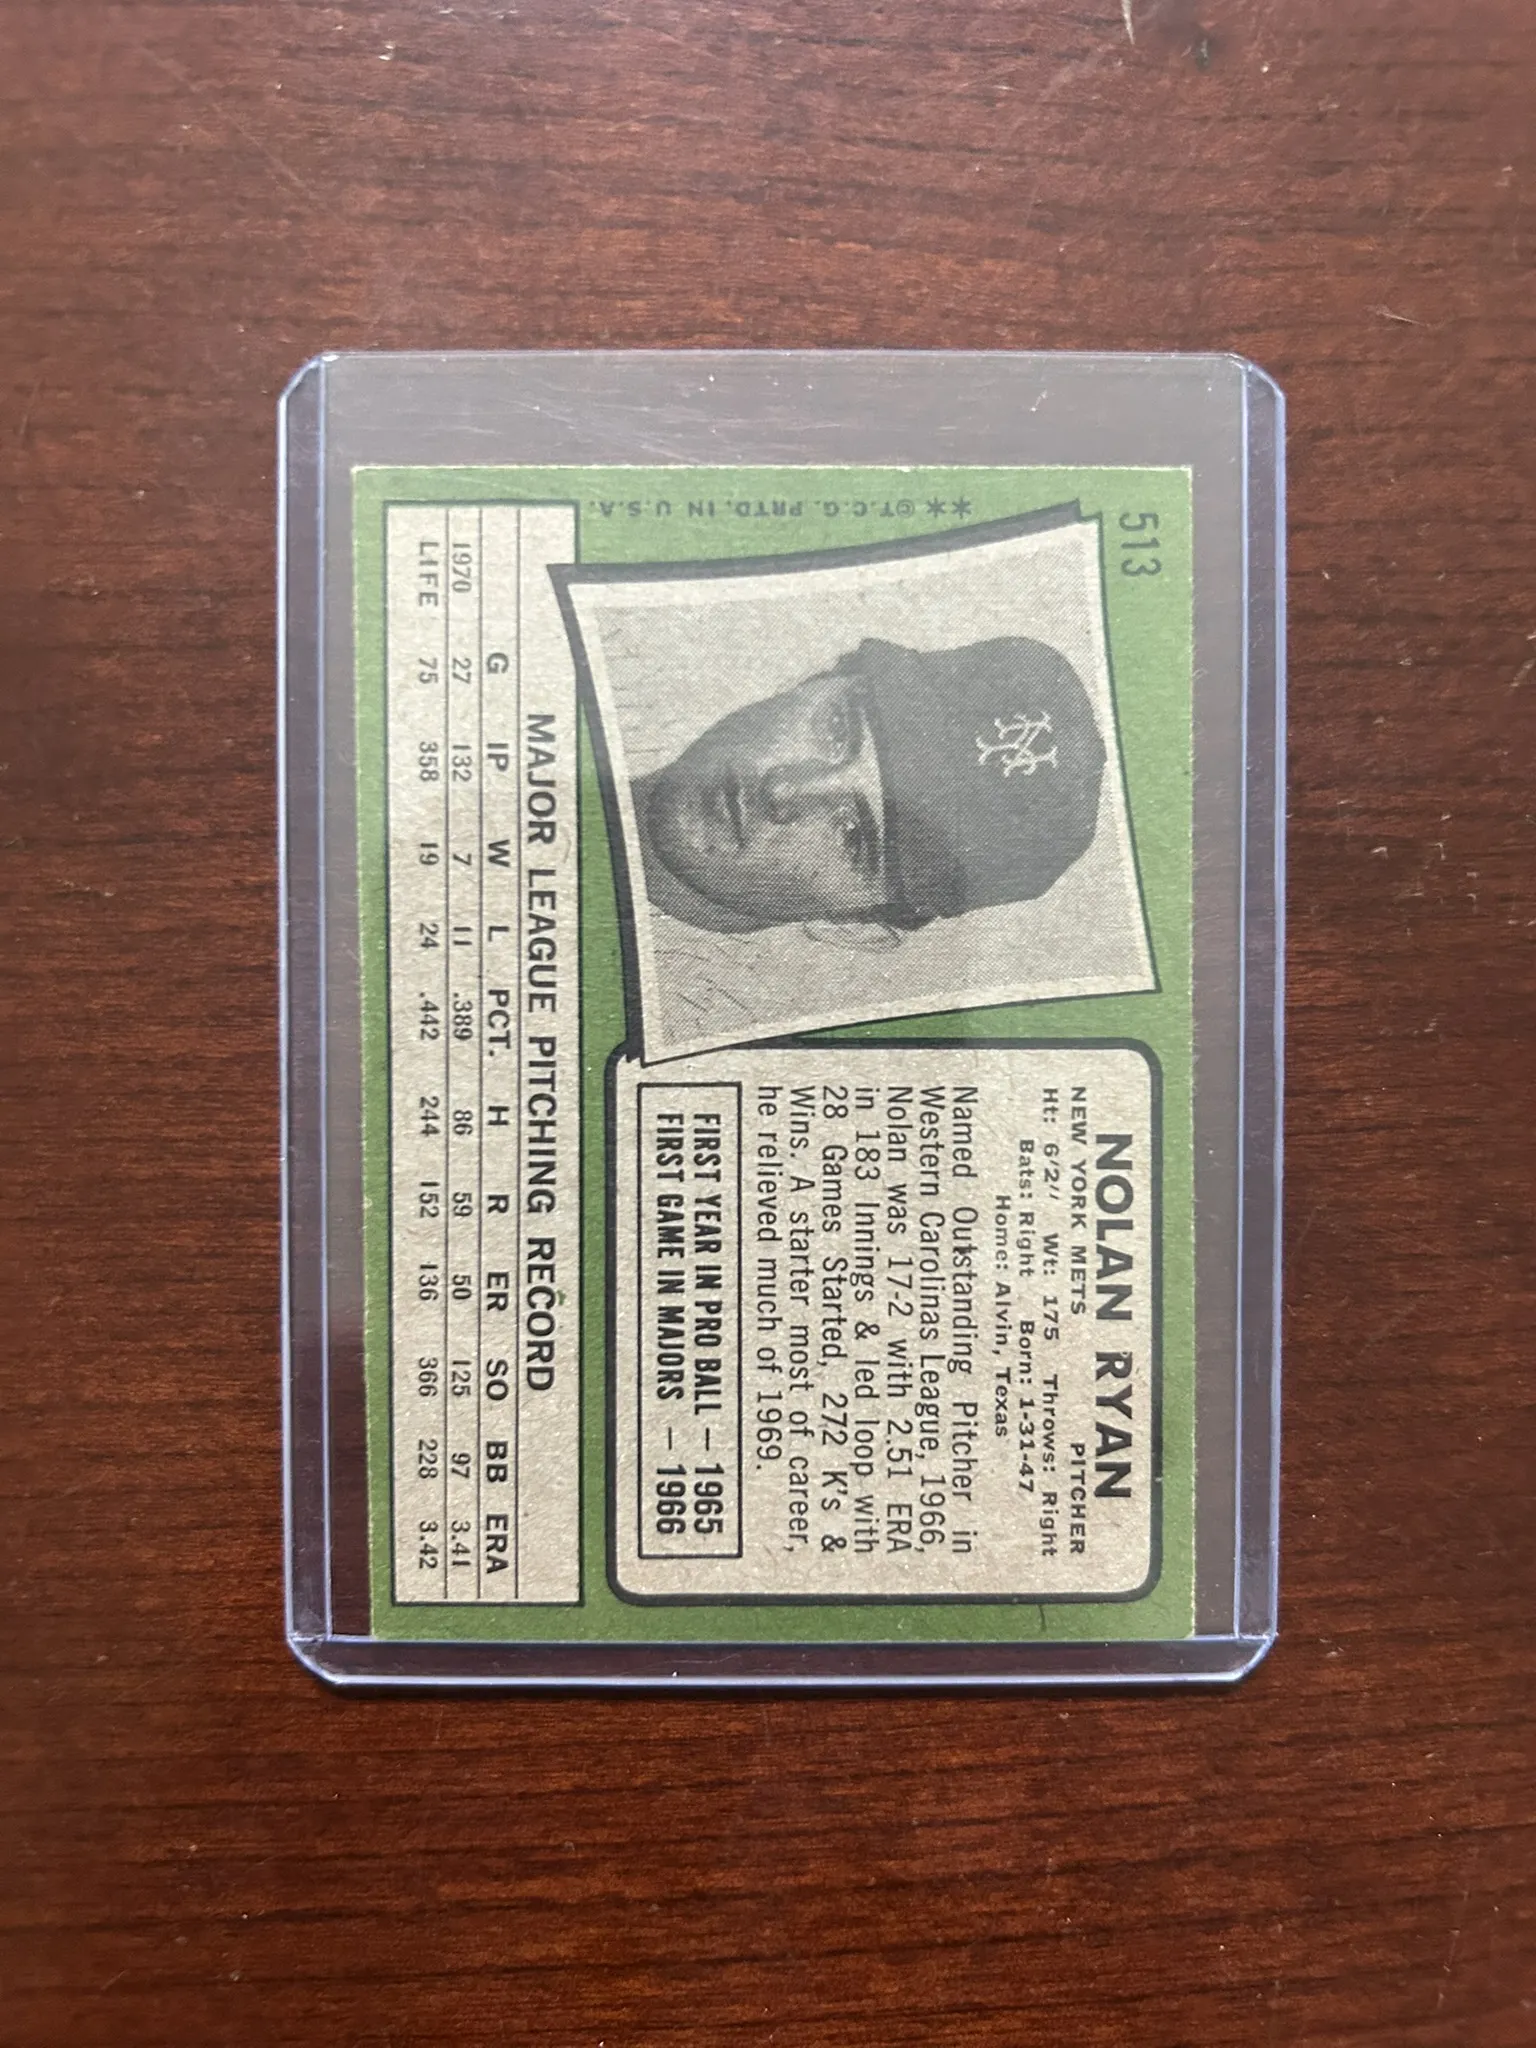 513
**©T.C.G. PRTD. IN U.S.A.
NY
NOLAN RYAN
NEW YORK METS PITCHER
Ht: 6'2" Wt: 175 Throws: Right
Bats: Right Born: 1-31-47
Home: Alvin, Texas
Named Outstanding Pitcher in
Western Carolinas League, 1966,
Nolan was 17-2 with 2.51 ERA
in 183 Innings & led loop with
28 Games Started, 272 K's &
Wins. A starter most of career,
he relieved much of 1969.
FIRST YEAR IN PRO BALL — 1965
FIRST GAME IN MAJORS — 1966
MAJOR LEAGUE PITCHING RECORD
G IP W L PCT. H R ER SO BB ERA
1970 27 132 7 11 .389 86 59 50 125 97 3.41
LIFE 75 358 19 24 .442 244 152 136 366 228 3.42